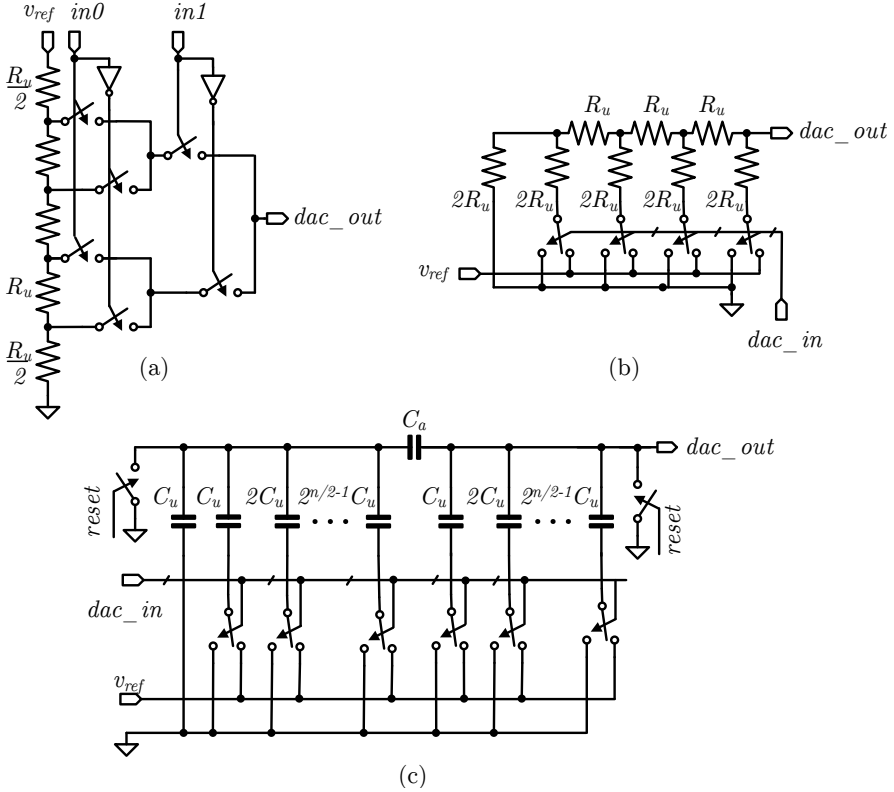 v_ref in0 in1
R_u/2
R_u
R_u/2
dac_out
(a)
R_u R_u R_u
dac_out
2R_u 2R_u 2R_u 2R_u 2R_u
v_ref
dac_in
(b)
C_a
dac_out
reset C_u C_u 2C_u 2^{n/2-1}C_u C_u 2C_u 2^{n/2-1}C_u reset
dac_in
v_ref
(c)